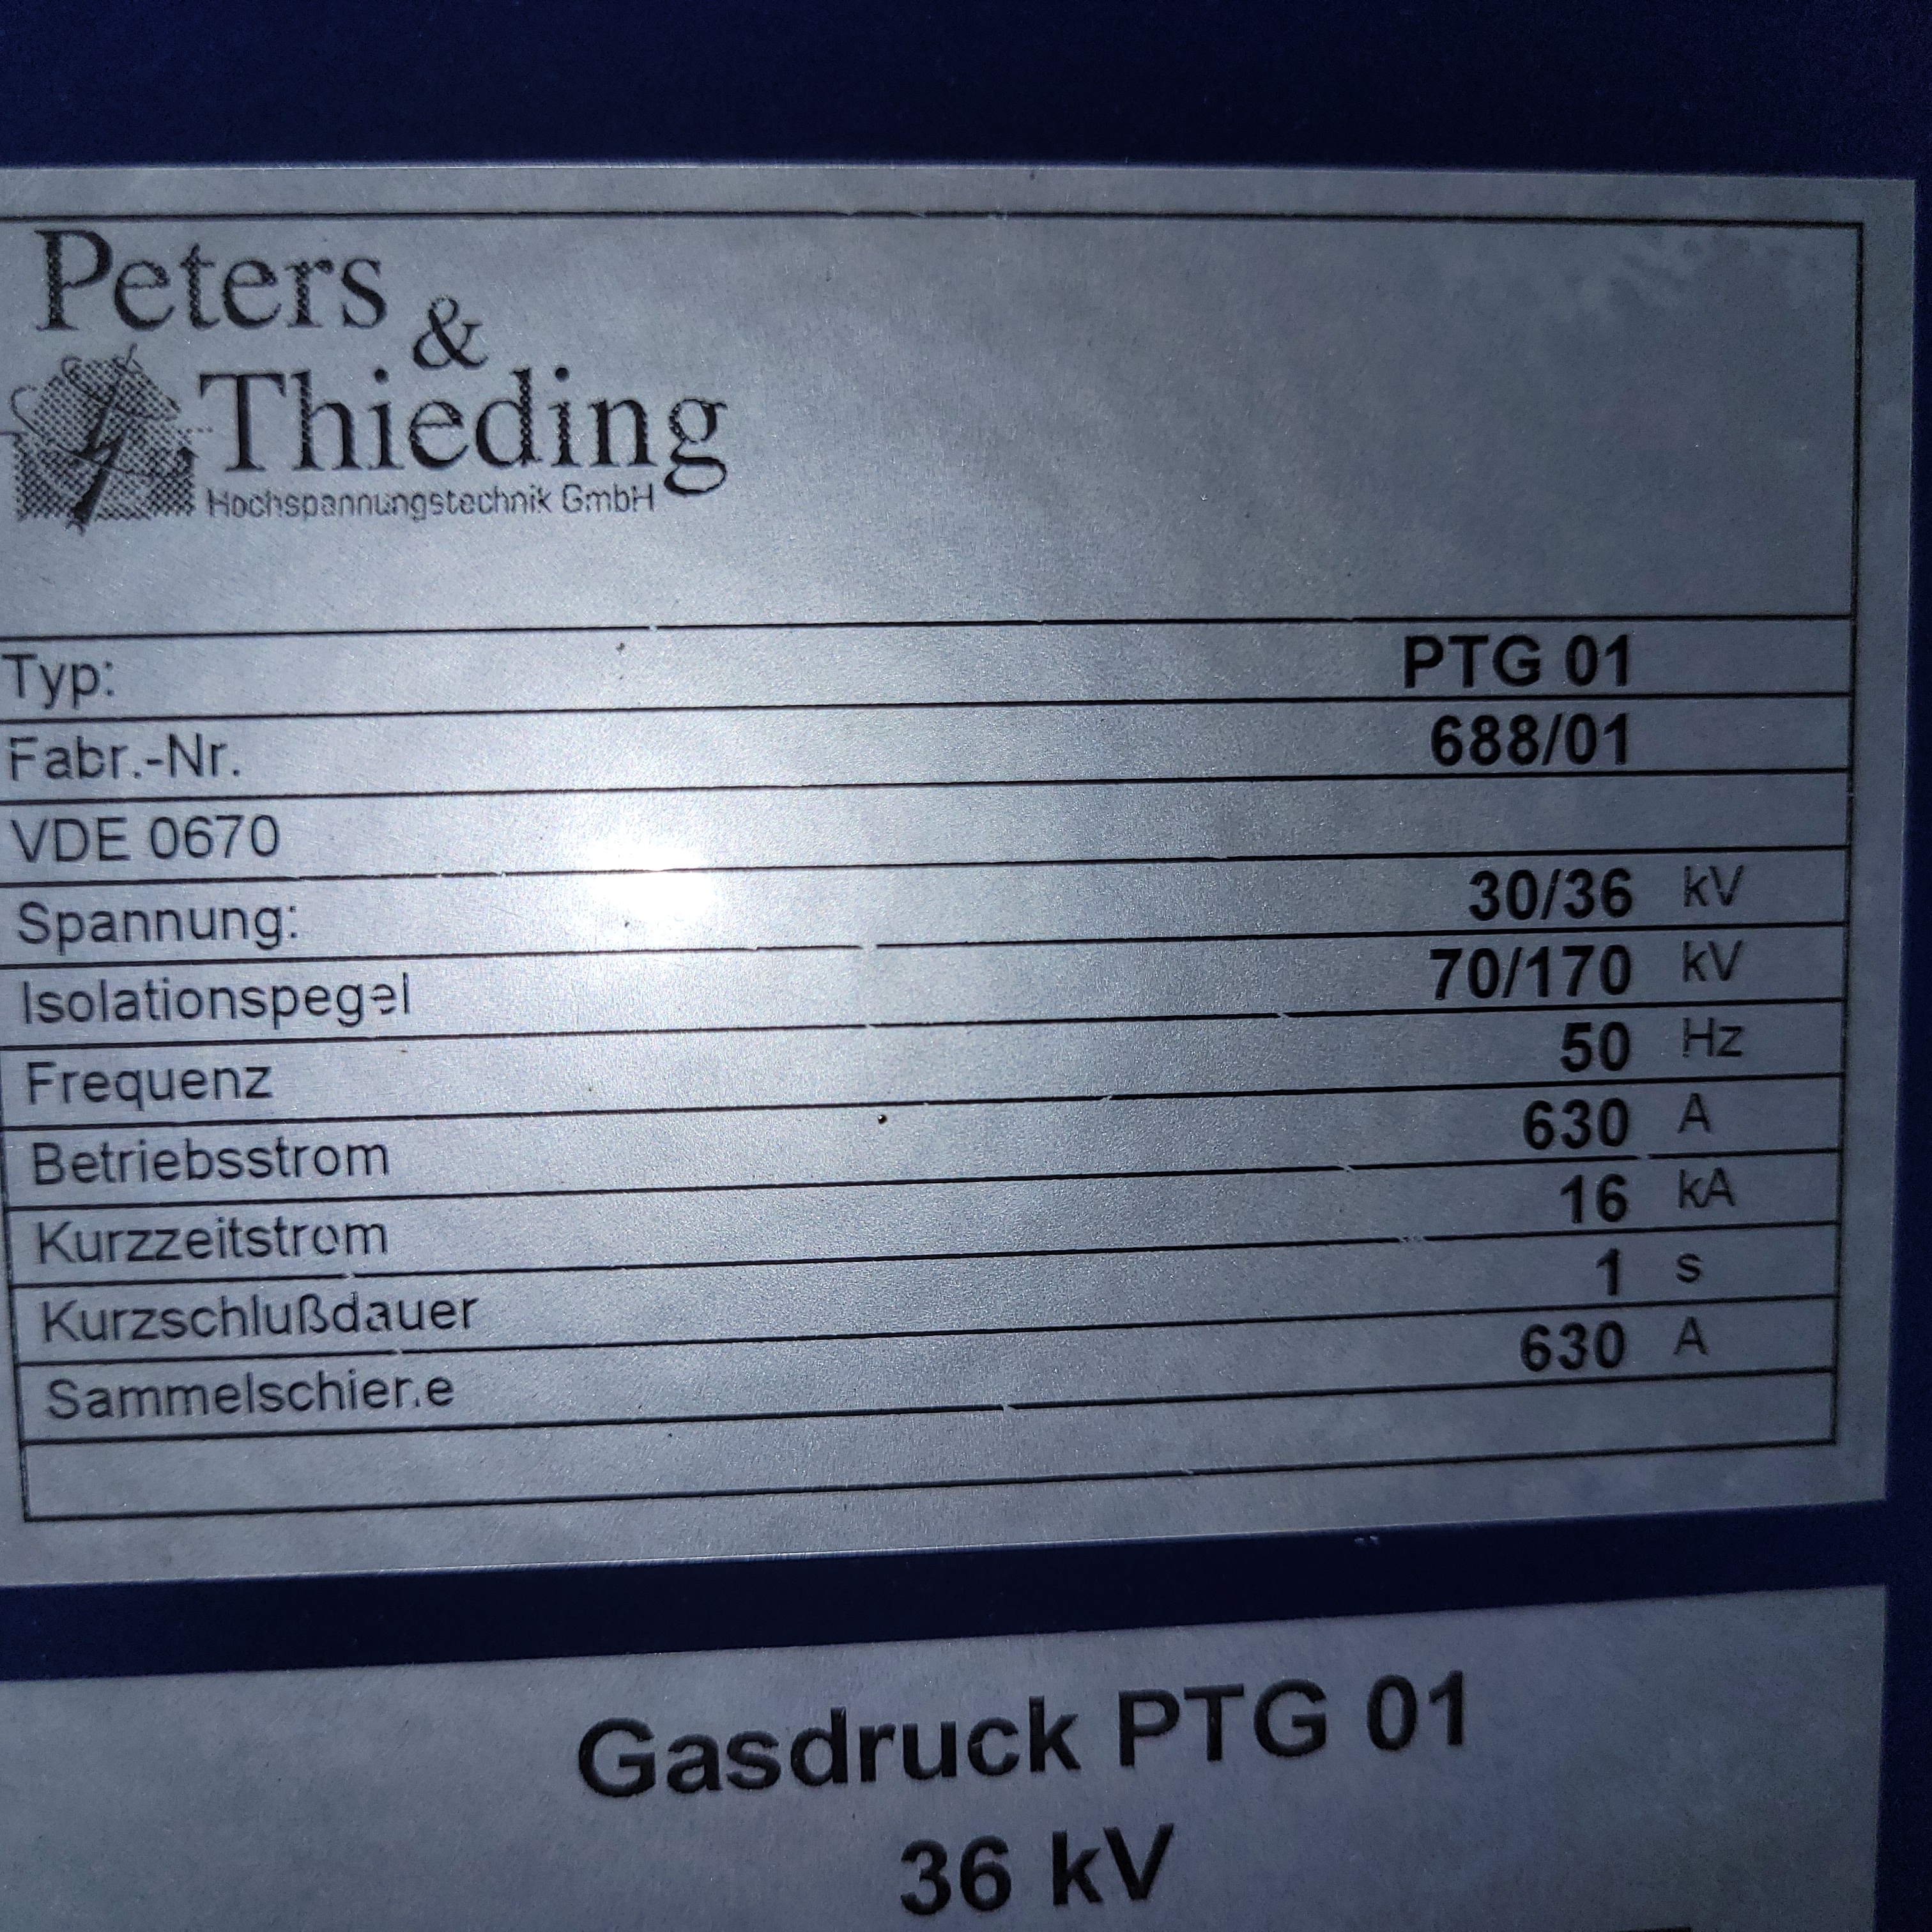 Peters
&
Thieding
Hochspannungstechnik GmbH
Typ: PTG 01
Fabr.-Nr. 688/01
VDE 0670
Spannung: 30/36 kV
Isolationspegel 70/170 kV
Frequenz 50 Hz
Betriebsstrom 630 A
Kurzzeitstrom 16 kA
Kurzschlußdauer 1 s
Sammelschiene 630 A
Gasdruck PTG 01
36 kV